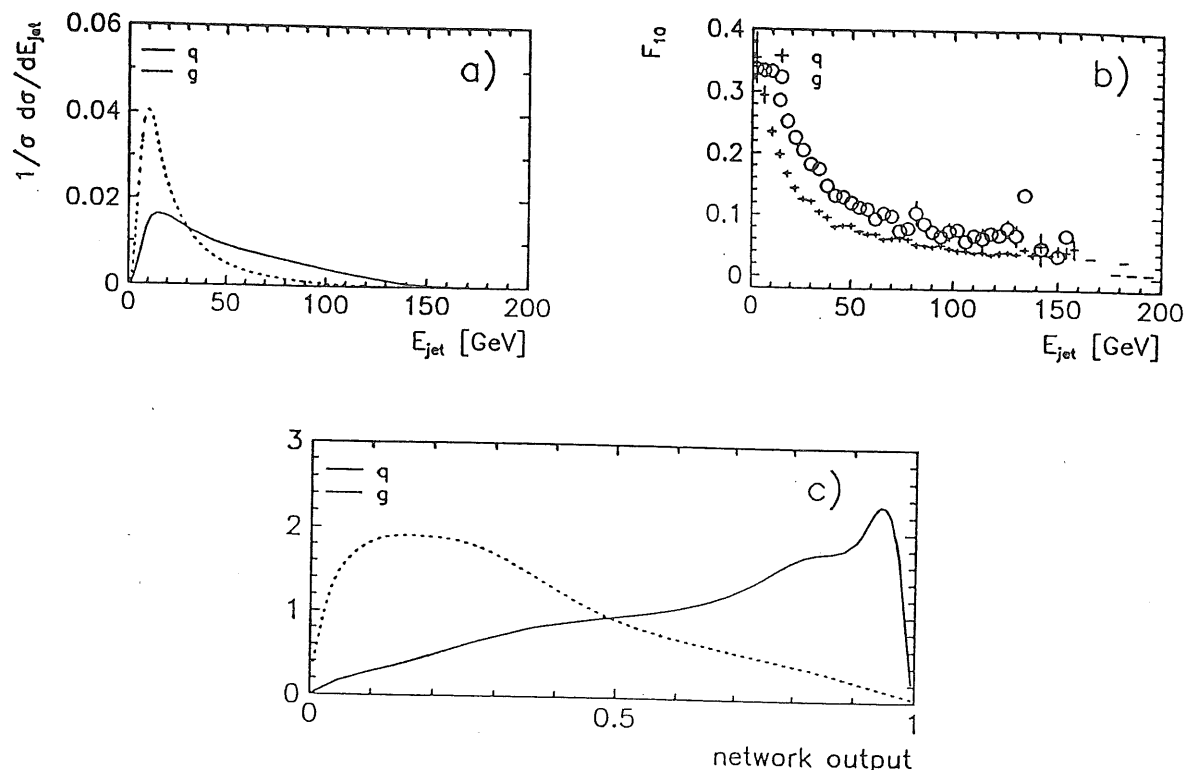 0.06
0.04
0.02
0
1/σ dσ/dE_jet
q
g
a)
0 50 100 150 200
E_jet [GeV]
0.4
0.3
0.2
0.1
0
F_10
q
g
b)
0 50 100 150 200
E_jet [GeV]
3
2
1
0
q
g
c)
0 0.5 1
network output